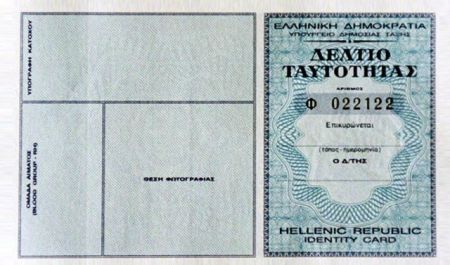 ΥΠΟΓΡΑΦΗ ΚΑΤΟΧΟΥ
ΟΜΑΔΑ ΑΙΜΑΤΟΣ
(BLOOD GROUP - RH)
ΘΕΣΗ ΦΩΤΟΓΡΑΦΙΑΣ
ΕΛΛΗΝΙΚΗ ΔΗΜΟΚΡΑΤΙΑ
ΥΠΟΥΡΓΕΙΟ ΔΗΜΟΣΙΑΣ ΤΑΞΗΣ
ΔΕΛΤΙΟ
ΤΑΥΤΟΤΗΤΑΣ
ΑΡΙΘΜΟΣ
Φ 022122
Επικυρώνεται
(τόπος - ημερομηνία)
Ο Δ/ΤΗΣ
HELLENIC REPUBLIC
IDENTITY CARD